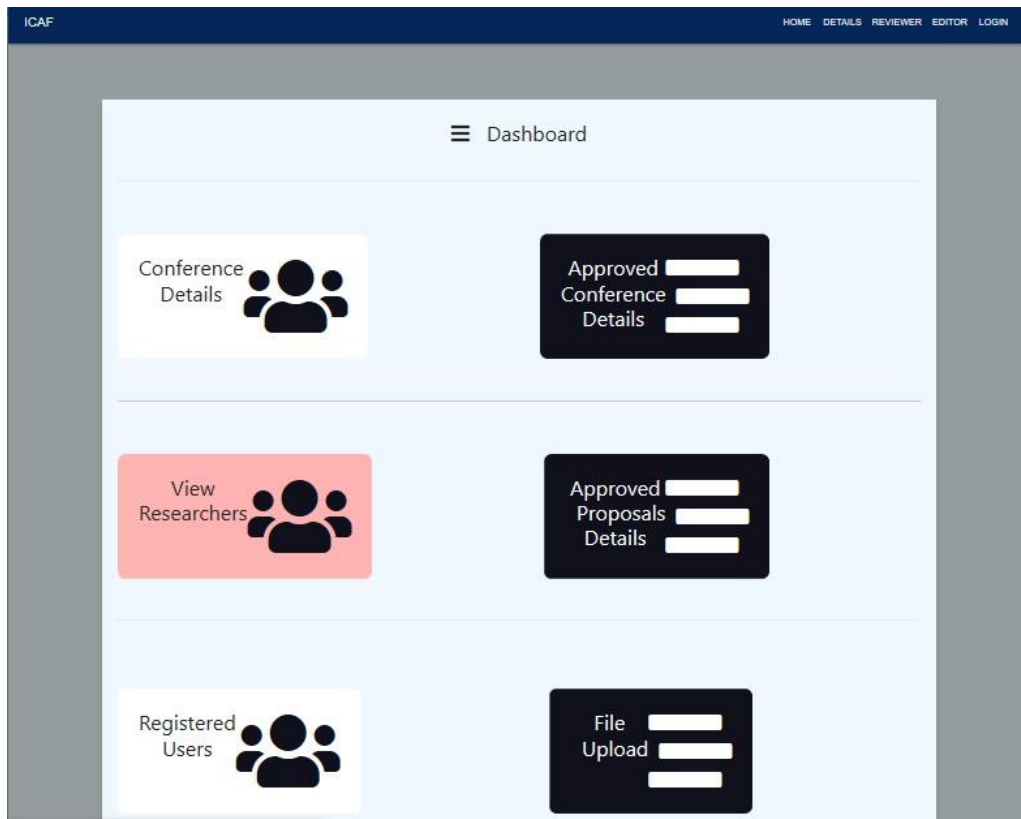 ICAF
HOME DETAILS REVIEWER EDITOR LOGIN
Dashboard
Conference
Details
Approved
Conference
Details
View
Researchers
Approved
Proposals
Details
Registered
Users
File
Upload